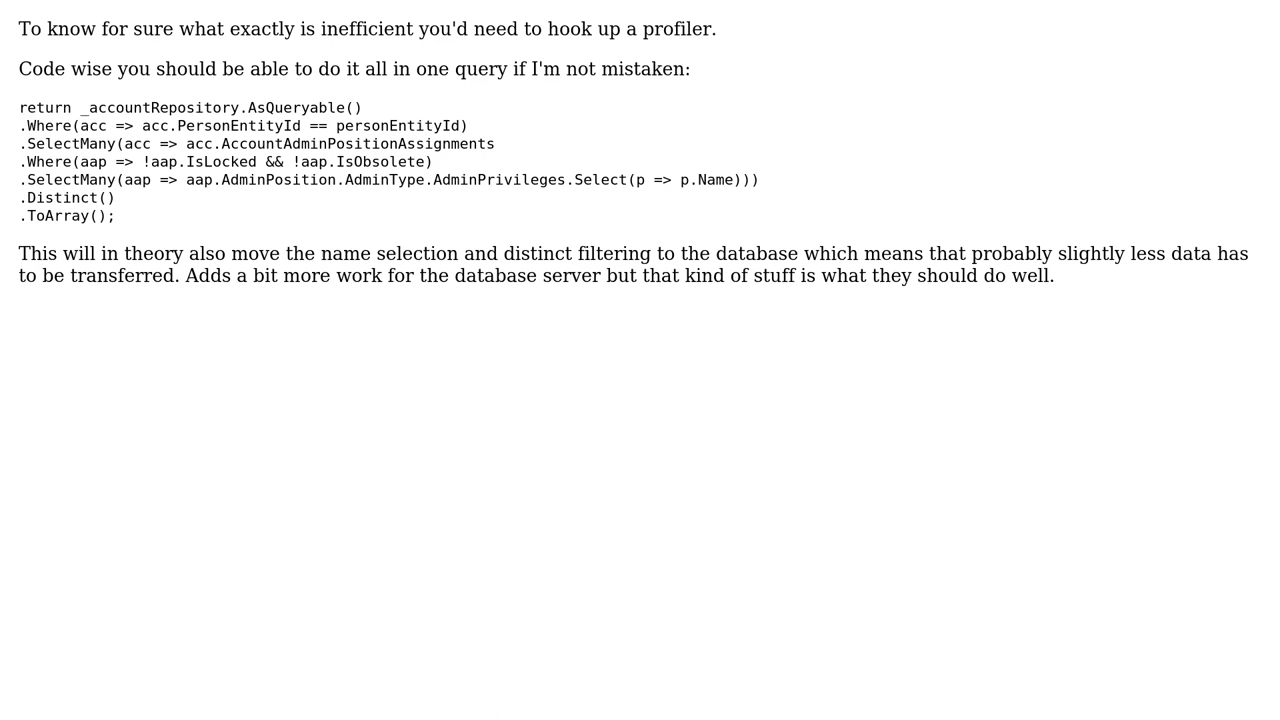 To know for sure what exactly is inefficient you'd need to hook up a profiler.
Code wise you should be able to do it all in one query if I'm not mistaken:
return _accountRepository.AsQueryable()
.Where(acc => acc.PersonEntityId == personEntityId)
.SelectMany(acc => acc.AccountAdminPositionAssignments
.Where(aap => !aap.IsLocked && !aap.IsObsolete)
.SelectMany(aap => aap.AdminPosition.AdminType.AdminPrivileges.Select(p => p.Name)))
.Distinct()
.ToArray();
This will in theory also move the name selection and distinct filtering to the database which means that probably slightly less data has
to be transferred. Adds a bit more work for the database server but that kind of stuff is what they should do well.